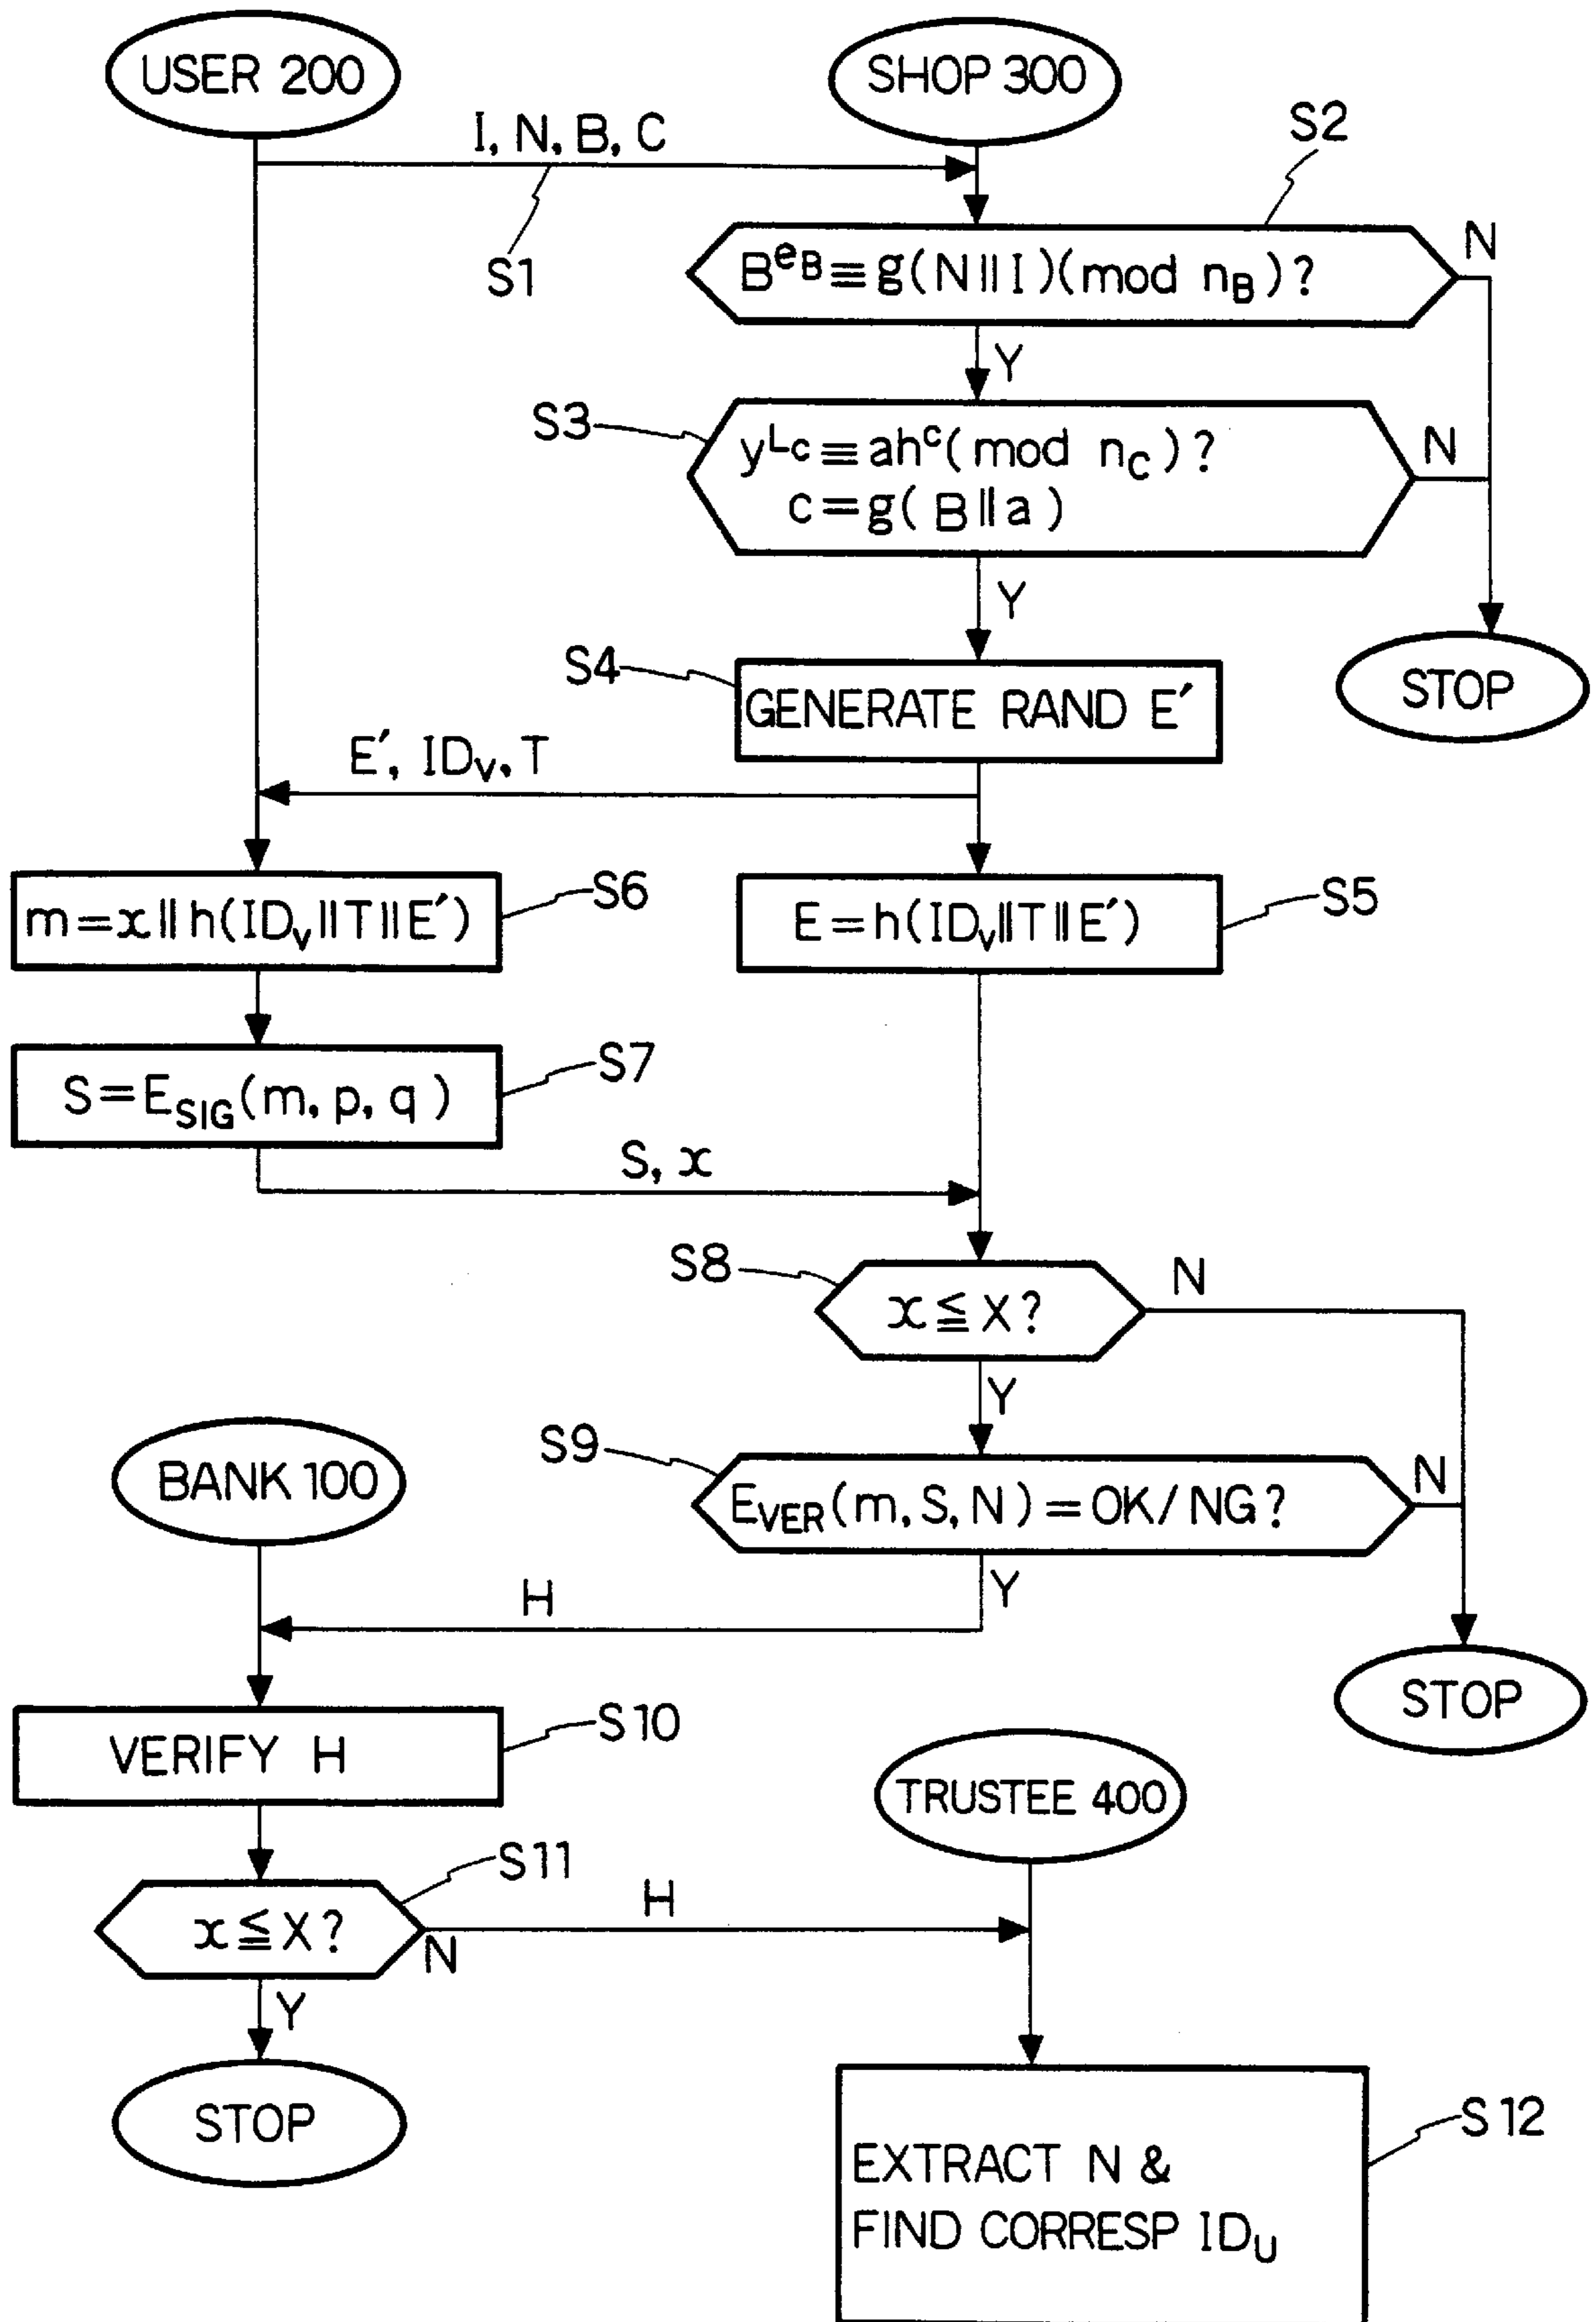 USER 200
SHOP 300
I, N, B, C
S1
S2
B^eB ≡ g(N‖I)(mod n_B)?
N
Y
S3
y^Lc ≡ ah^c(mod n_C)?
c=g(B‖a)
N
Y
S4
GENERATE RAND E′
STOP
E′, ID_v, T
S6
m=x‖h(ID_v‖T‖E′)
S5
E=h(ID_v‖T‖E′)
S7
S=E_SIG(m, p, q)
S, x
S8
x≦X?
N
Y
BANK 100
S9
E_VER(m, S, N)=OK/NG?
N
Y
H
STOP
S10
VERIFY H
TRUSTEE 400
S11
x≦X?
N
H
Y
STOP
S12
EXTRACT N &
FIND CORRESP ID_U